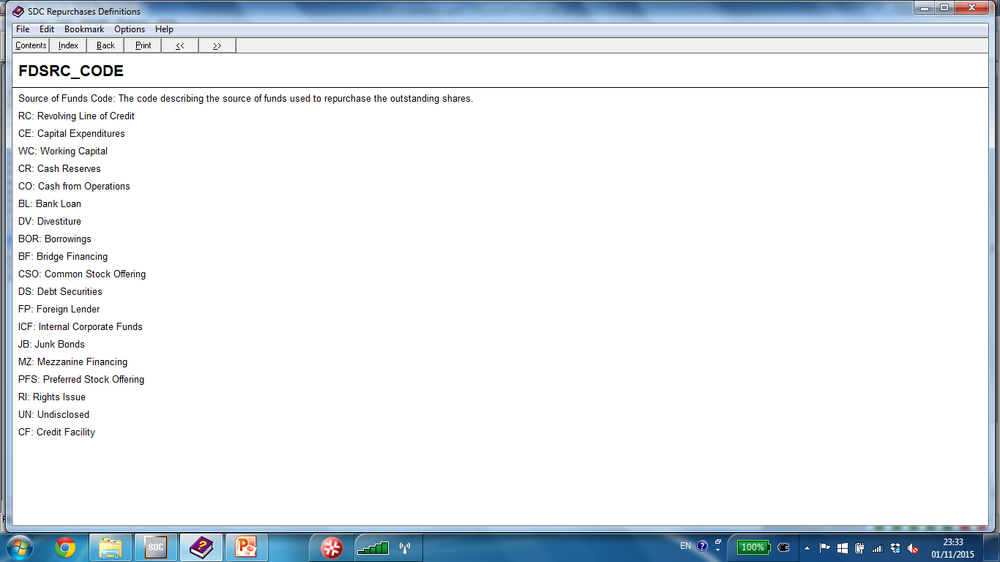 SDC Repurchases Definitions
File Edit Bookmark Options Help
Contents Index Back Print << >>
FDSRC_CODE
Source of Funds Code: The code describing the source of funds used to repurchase the outstanding shares.
RC: Revolving Line of Credit
CE: Capital Expenditures
WC: Working Capital
CR: Cash Reserves
CO: Cash from Operations
BL: Bank Loan
DV: Divestiture
BOR: Borrowings
BF: Bridge Financing
CSO: Common Stock Offering
DS: Debt Securities
FP: Foreign Lender
ICF: Internal Corporate Funds
JB: Junk Bonds
MZ: Mezzanine Financing
PFS: Preferred Stock Offering
RI: Rights Issue
UN: Undisclosed
CF: Credit Facility
SDC EN 100% 23:33
01/11/2015